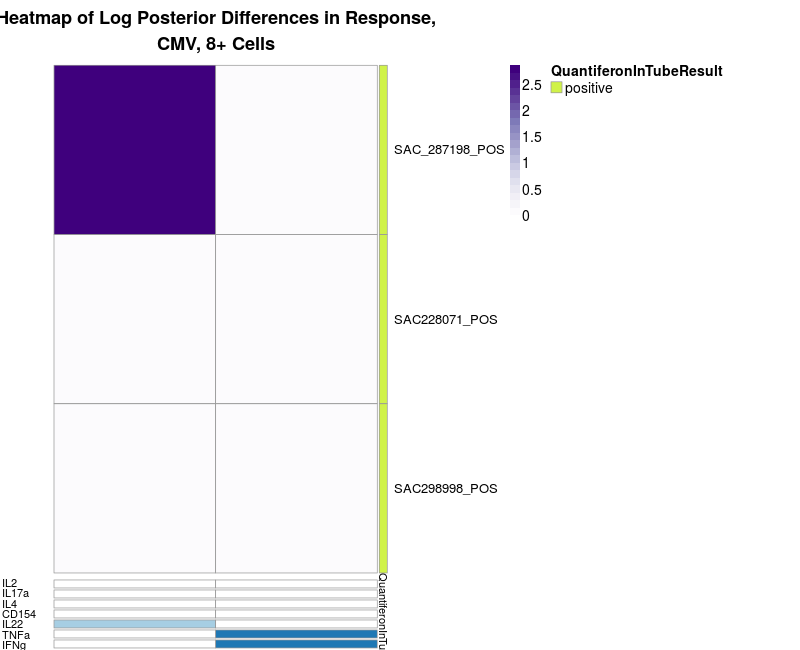 Heatmap of Log Posterior Differences in Response,
CMV, 8+ Cells
QuantiferonInTubeResult
positive
2.5
2
1.5
1
0.5
0
SAC_287198_POS
SAC228071_POS
SAC298998_POS
IL2
IL17a
IL4
CD154
IL22
TNFa
IFNg
QuantiferonInTu